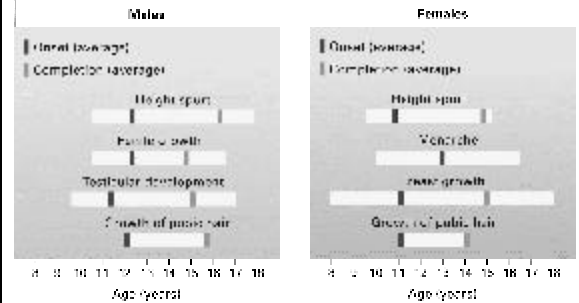 Males
Onset (average)
Completion (average)
Height spurt
Penile growth
Testicular development
Growth of pubic hair
8 9 10 11 12 13 14 15 16 17 18
Age (years)
Females
Onset (average)
Completion (average)
Height spurt
Menarche
Breast growth
Growth of pubic hair
8 9 10 11 12 13 14 15 16 17 18
Age (years)